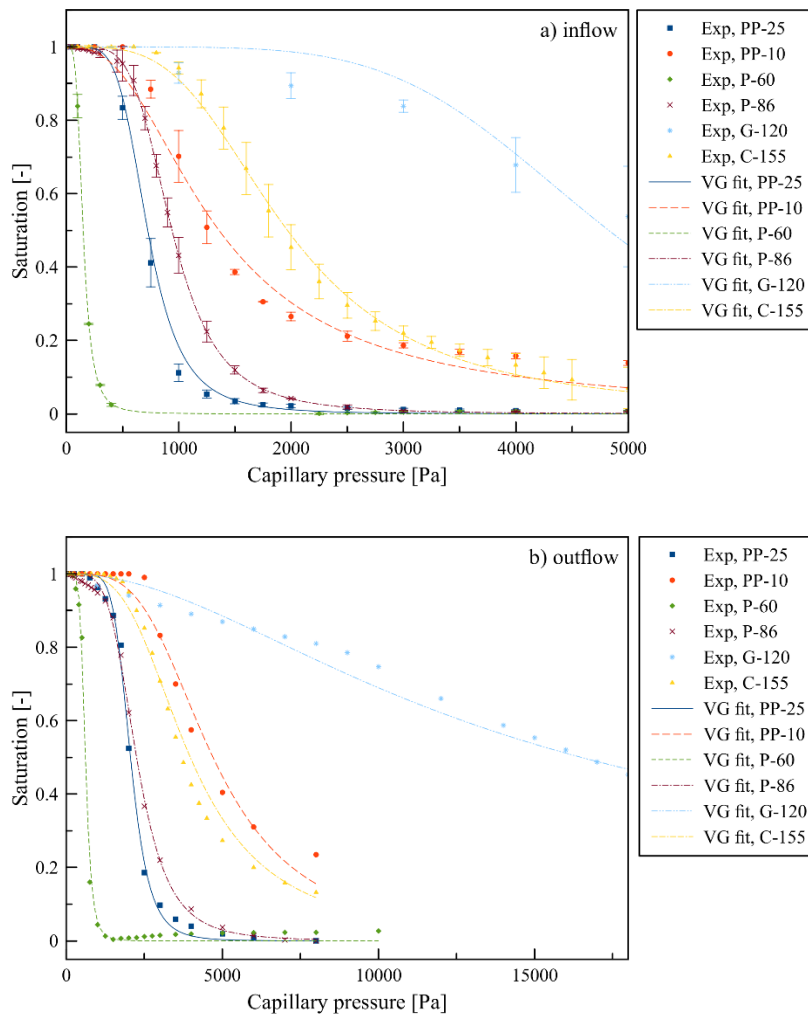 a) inflow
1
0.8
0.6
0.4
0.2
0
Saturation [-]
0 1000 2000 3000 4000 5000
Capillary pressure [Pa]
Exp, PP-25
Exp, PP-10
Exp, P-60
Exp, P-86
Exp, G-120
Exp, C-155
VG fit, PP-25
VG fit, PP-10
VG fit, P-60
VG fit, P-86
VG fit, G-120
VG fit, C-155
b) outflow
1
0.8
0.6
0.4
0.2
0
Saturation [-]
0 5000 10000 15000
Capillary pressure [Pa]
Exp, PP-25
Exp, PP-10
Exp, P-60
Exp, P-86
Exp, G-120
Exp, C-155
VG fit, PP-25
VG fit, PP-10
VG fit, P-60
VG fit, P-86
VG fit, G-120
VG fit, C-155